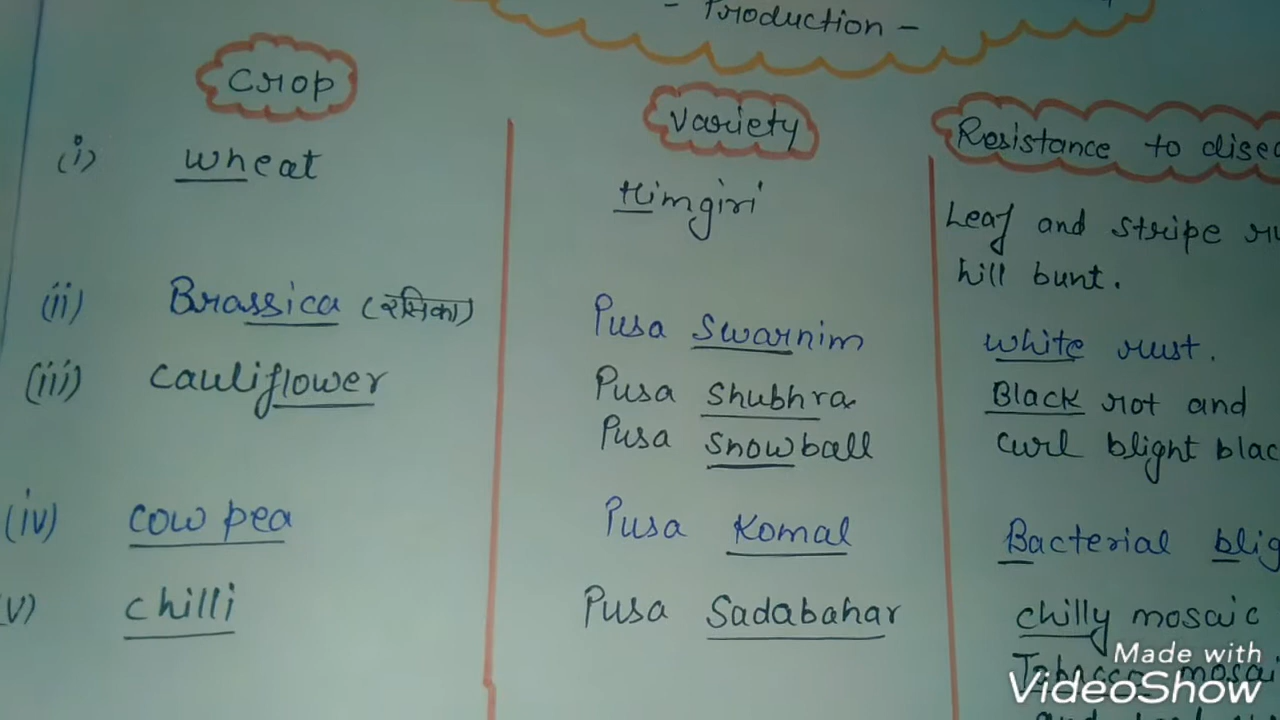 - Production -
Crop
Variety
Resistance to disea
(i) wheat
Himgiri
Leaf and stripe ru
hill bunt.
(ii) Brassica (रसिका)
Pusa Swarnim
white rust.
(iii) cauliflower
Pusa Shubhra
Pusa Snowball
Black rot and
curl blight blac
(iv) cow pea
Pusa Komal
Bacterial blig
(v) chilli
Pusa Sadabahar
chilly mosaic
Tobacco mosai
Made with
VideoShow